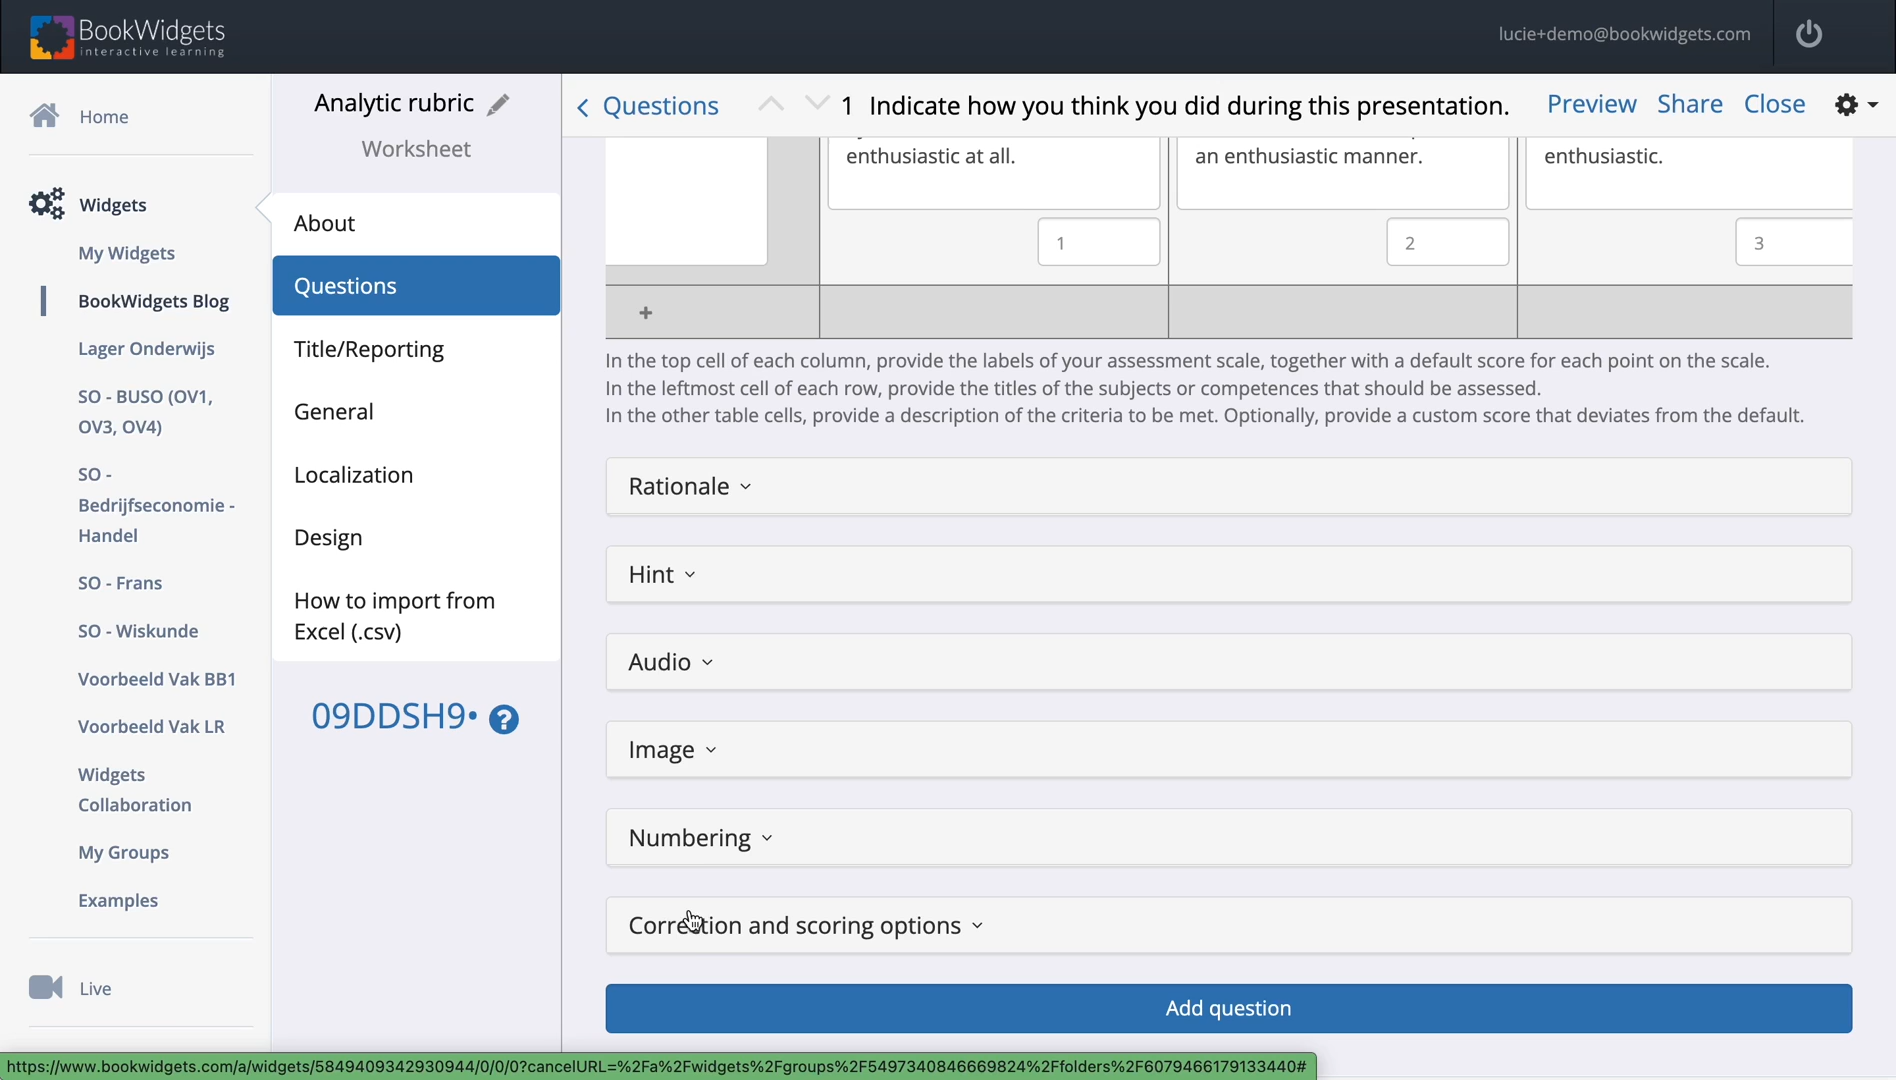 BookWidgets
interactive learning
lucie+demo@bookwidgets.com
Home
Widgets
My Widgets
BookWidgets Blog
Lager Onderwijs
SO - BUSO (OV1,
OV3, OV4)
SO -
Bedrijfseconomie -
Handel
SO - Frans
SO - Wiskunde
Voorbeeld Vak BB1
Voorbeeld Vak LR
Widgets
Collaboration
My Groups
Examples
Live
Analytic rubric
Worksheet
About
Questions
Title/Reporting
General
Localization
Design
How to import from
Excel (.csv)
09DDSH9• ?
< Questions 1 Indicate how you think you did during this presentation. Preview Share Close
enthusiastic at all. an enthusiastic manner. enthusiastic.
1 2 3
+
In the top cell of each column, provide the labels of your assessment scale, together with a default score for each point on the scale.
In the leftmost cell of each row, provide the titles of the subjects or competences that should be assessed.
In the other table cells, provide a description of the criteria to be met. Optionally, provide a custom score that deviates from the default.
Rationale
Hint
Audio
Image
Numbering
Correction and scoring options
Add question
https://www.bookwidgets.com/a/widgets/5849409342930944/0/0/0?cancelURL=%2Fa%2Fwidgets%2Fgroups%2F5497340846669824%2Ffolders%2F6079466179133440#